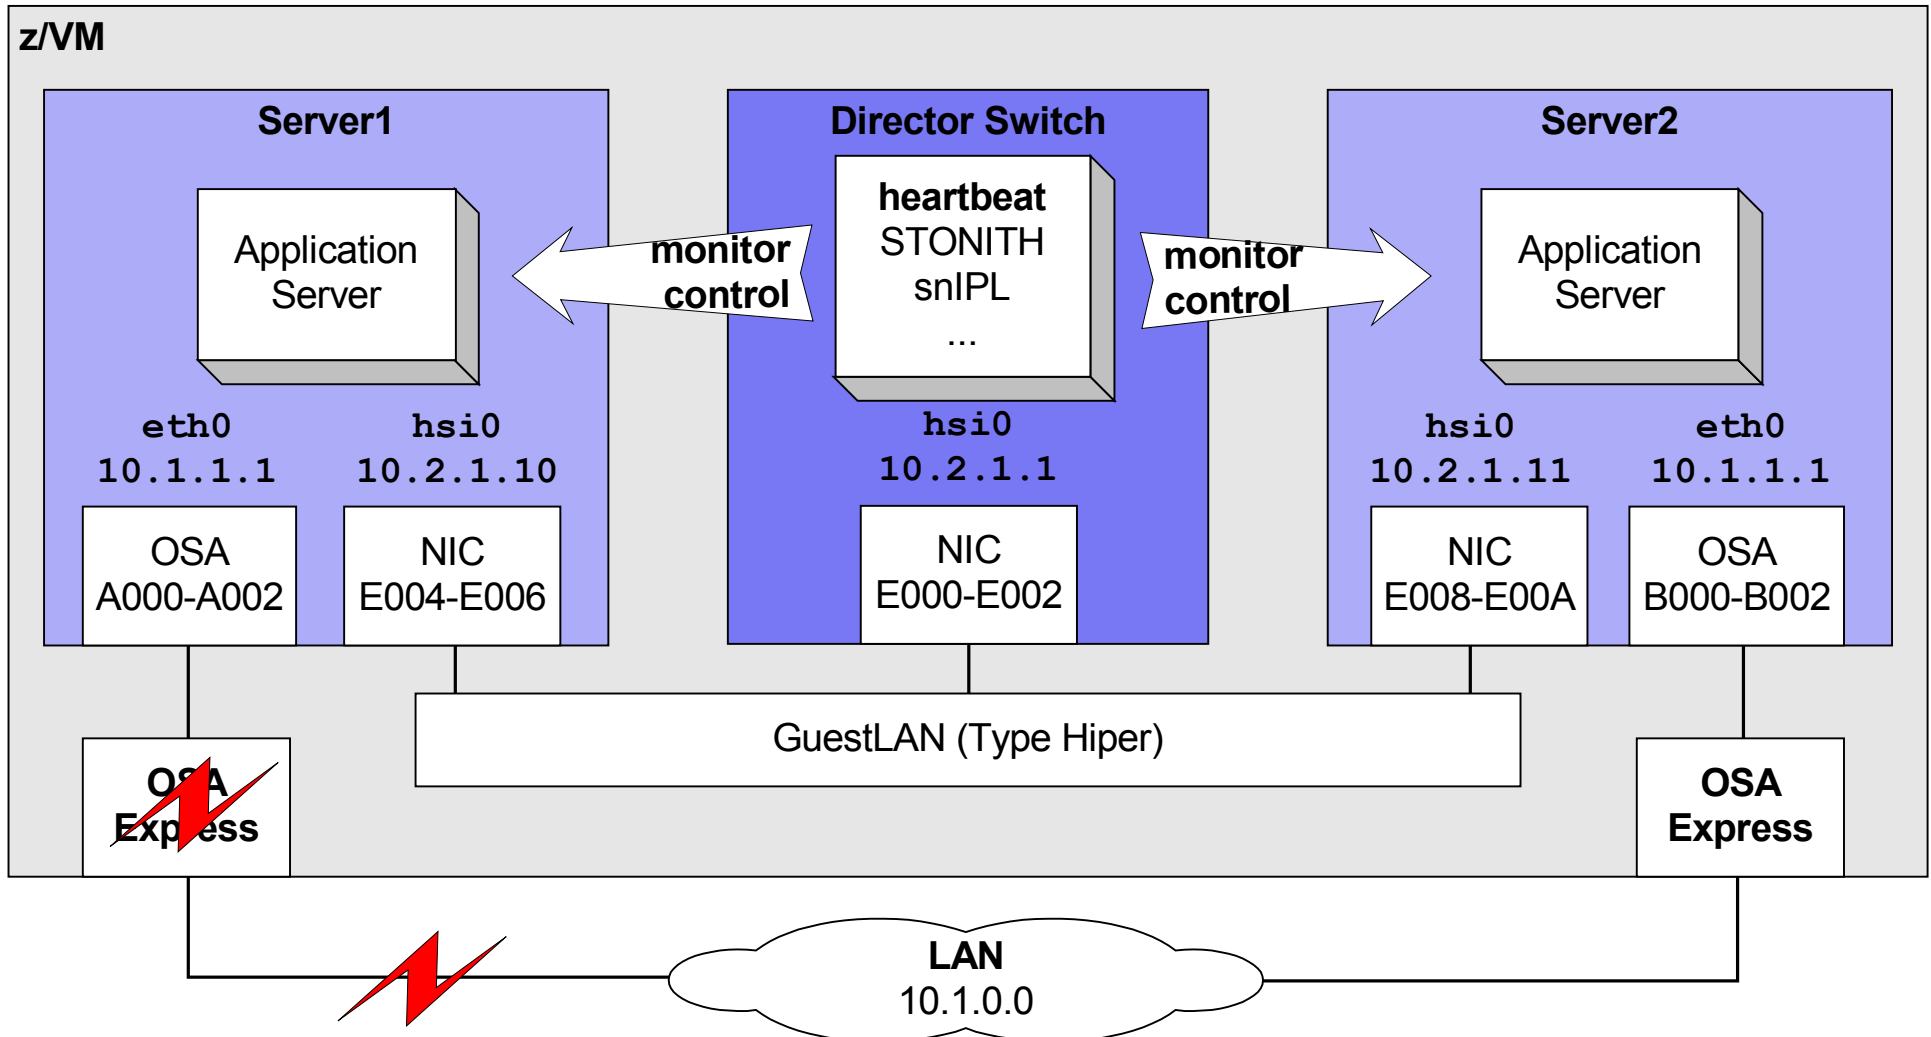 z/VM
Server1
Application
Server
eth0
10.1.1.1
hsi0
10.2.1.10
OSA
A000-A002
NIC
E004-E006
monitor
control
Director Switch
heartbeat
STONITH
snIPL
...
hsi0
10.2.1.1
NIC
E000-E002
monitor
control
Server2
Application
Server
hsi0
10.2.1.11
eth0
10.1.1.1
NIC
E008-E00A
OSA
B000-B002
GuestLAN (Type Hiper)
OSA
Express
OSA
Express
LAN
10.1.0.0